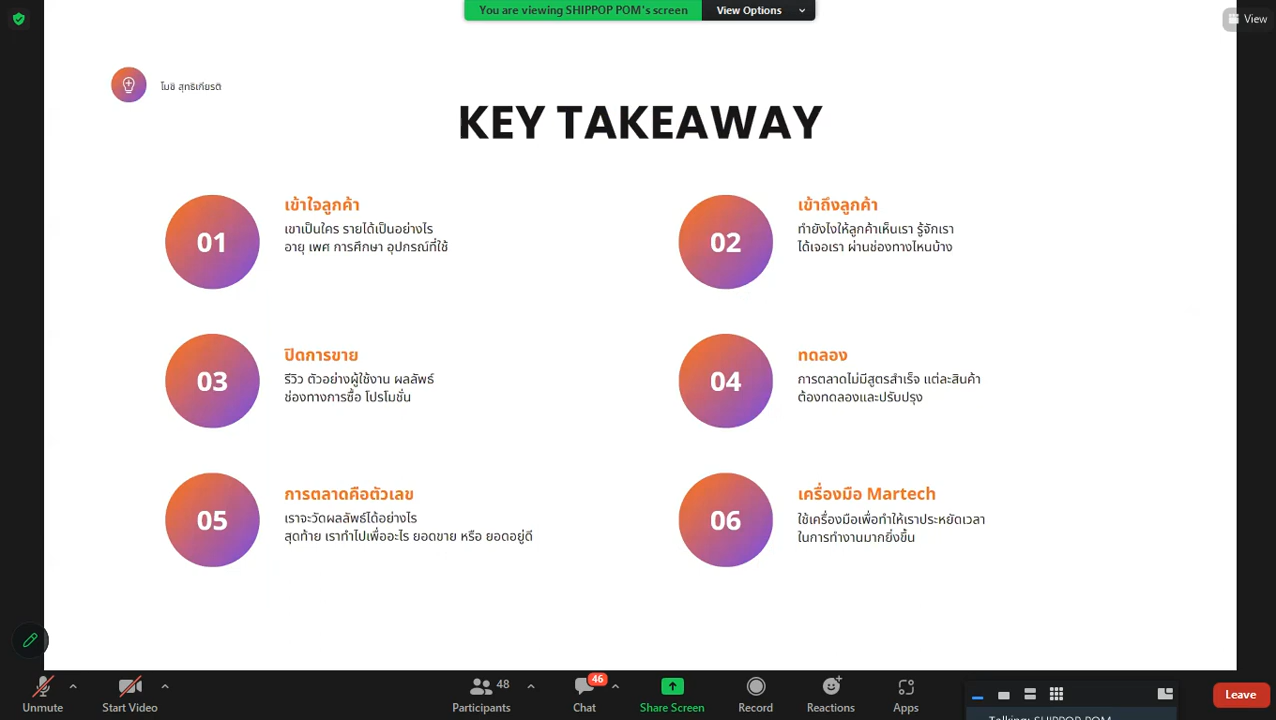 You are viewing SHIPPOP POM's screen
View Options
View
โมชิ สุทธิเกียรติ
KEY TAKEAWAY
01
เข้าใจลูกค้า
เขาเป็นใคร รายได้เป็นอย่างไร
อายุ เพศ การศึกษา อุปกรณ์ที่ใช้
02
เข้าถึงลูกค้า
ทำยังไงให้ลูกค้าเห็นเรา รู้จักเรา
ได้เจอเรา ผ่านช่องทางไหนบ้าง
03
ปิดการขาย
รีวิว ตัวอย่างผู้ใช้งาน ผลลัพธ์
ช่องทางการซื้อ โปรโมชั่น
04
ทดลอง
การตลาดไม่มีสูตรสำเร็จ แต่ละสินค้า
ต้องทดลองและปรับปรุง
05
การตลาดคือตัวเลข
เราจะวัดผลลัพธ์ได้อย่างไร
สุดท้าย เราทำไปเพื่ออะไร ยอดขาย หรือ ยอดอยู่ดี
06
เครื่องมือ Martech
ใช้เครื่องมือเพื่อทำให้เราประหยัดเวลา
ในการทำงานมากยิ่งขึ้น
Unmute
Start Video
48
Participants
46
Chat
Share Screen
Record
Reactions
Apps
Talking: SHIPPOP POM
Leave